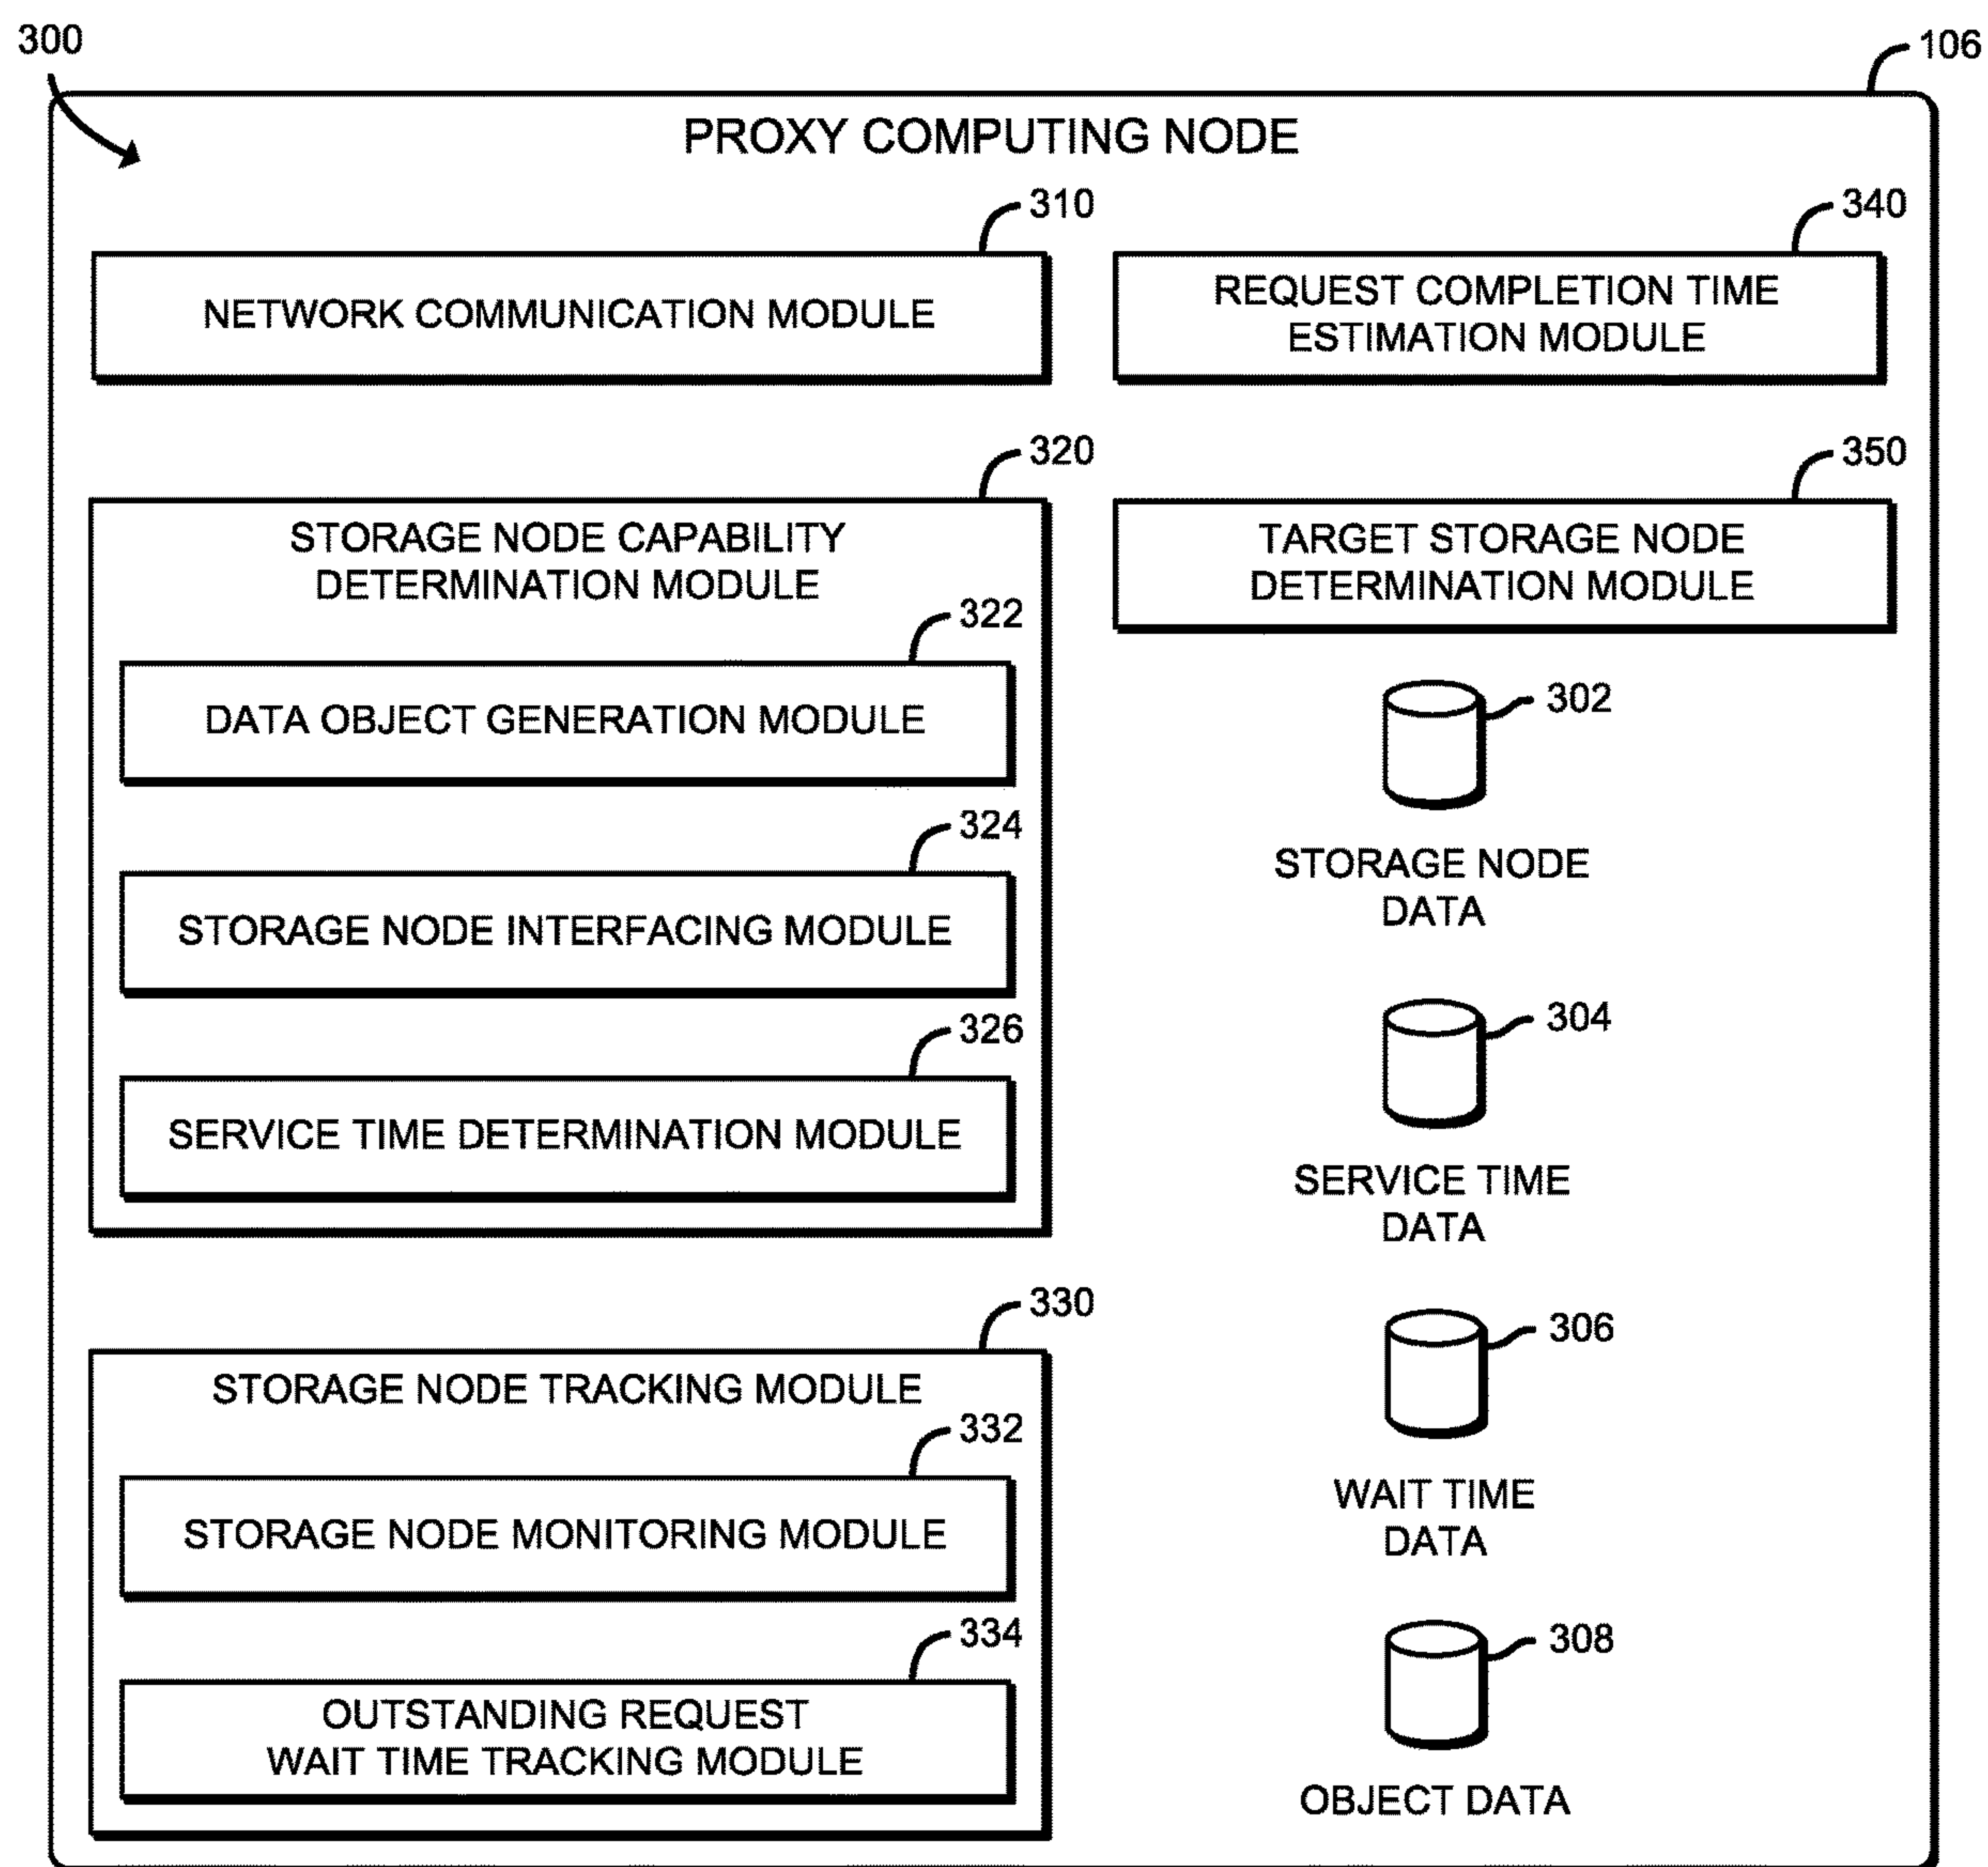 300
106
PROXY COMPUTING NODE
310
NETWORK COMMUNICATION MODULE
340
REQUEST COMPLETION TIME
ESTIMATION MODULE
320
STORAGE NODE CAPABILITY
DETERMINATION MODULE
322
DATA OBJECT GENERATION MODULE
324
STORAGE NODE INTERFACING MODULE
326
SERVICE TIME DETERMINATION MODULE
330
STORAGE NODE TRACKING MODULE
332
STORAGE NODE MONITORING MODULE
334
OUTSTANDING REQUEST
WAIT TIME TRACKING MODULE
350
TARGET STORAGE NODE
DETERMINATION MODULE
302
STORAGE NODE
DATA
304
SERVICE TIME
DATA
306
WAIT TIME
DATA
308
OBJECT DATA